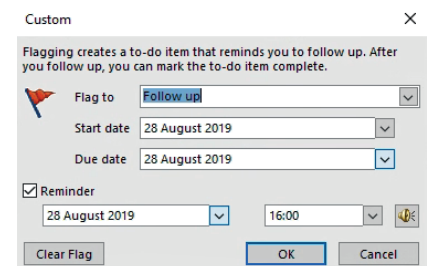 Custom
Flagging creates a to-do item that reminds you to follow up. After
you follow up, you can mark the to-do item complete.
Flag to Follow up
Start date 28 August 2019
Due date 28 August 2019
Reminder
28 August 2019 16:00
Clear Flag OK Cancel